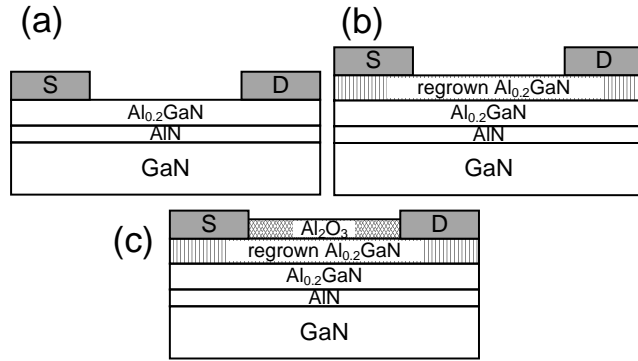 (a)
S D
Al₀.₂GaN
AlN
GaN
(b)
S D
regrown Al₀.₂GaN
Al₀.₂GaN
AlN
GaN
(c)
S Al₂O₃ D
regrown Al₀.₂GaN
Al₀.₂GaN
AlN
GaN